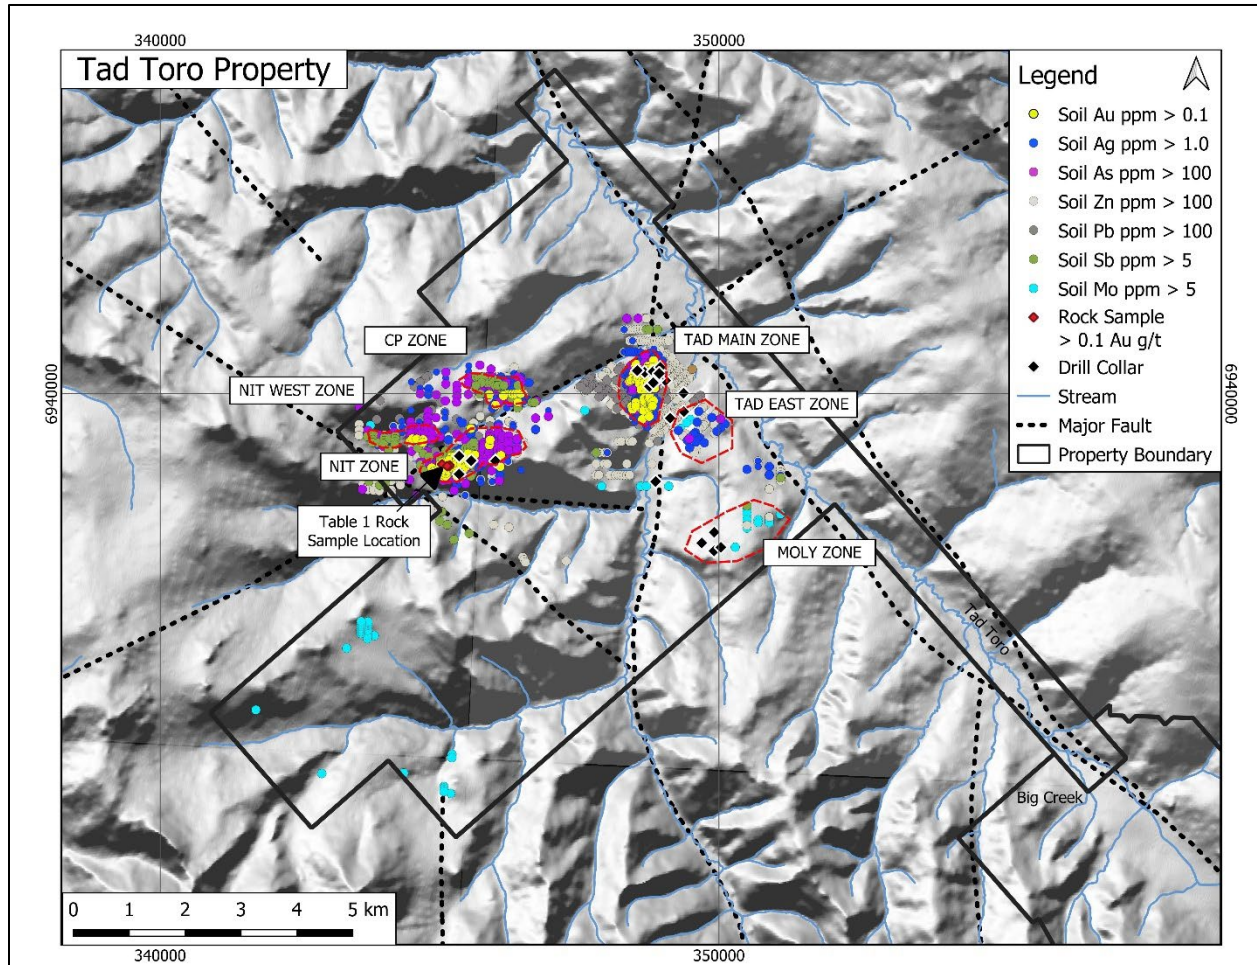 340000
350000
Tad Toro Property
Legend
Soil Au ppm > 0.1
Soil Ag ppm > 1.0
Soil As ppm > 100
Soil Zn ppm > 100
Soil Pb ppm > 100
Soil Sb ppm > 5
Soil Mo ppm > 5
Rock Sample
> 0.1 Au g/t
Drill Collar
Stream
Major Fault
Property Boundary
CP ZONE
TAD MAIN ZONE
NIT WEST ZONE
6940000
6940000
TAD EAST ZONE
NIT ZONE
Table 1 Rock
Sample Location
MOLY ZONE
Tad Toro
Big Creek
0 1 2 3 4 5 km
340000
350000